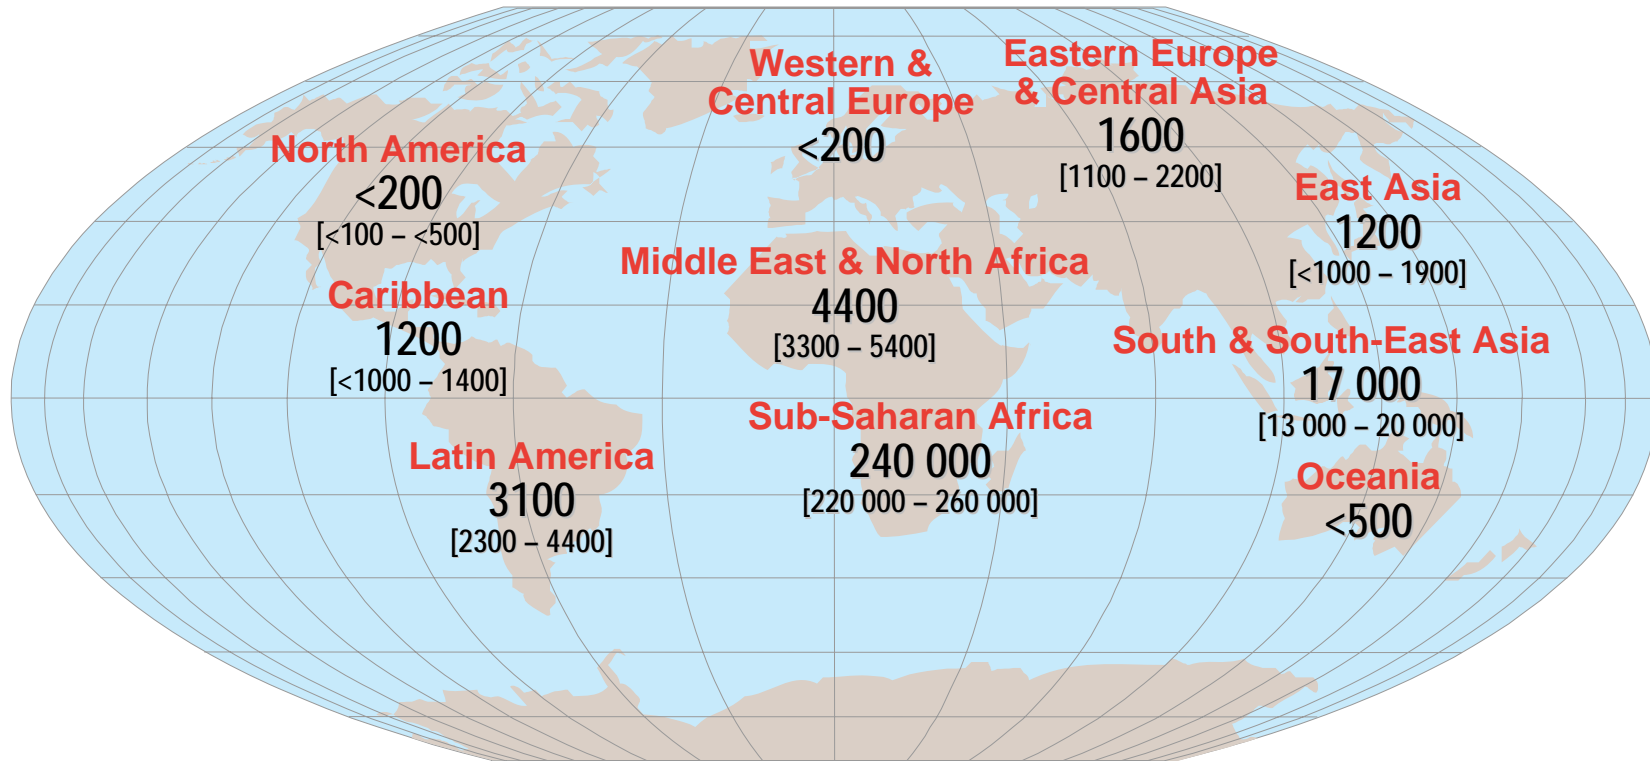 Western &
Central Europe
<200
Eastern Europe
& Central Asia
1600
[1100 – 2200]
North America
<200
[<100 – <500]
East Asia
1200
[<1000 – 1900]
Middle East & North Africa
4400
[3300 – 5400]
Caribbean
1200
[<1000 – 1400]
South & South-East Asia
17 000
[13 000 – 20 000]
Sub-Saharan Africa
240 000
[220 000 – 260 000]
Latin America
3100
[2300 – 4400]
Oceania
<500